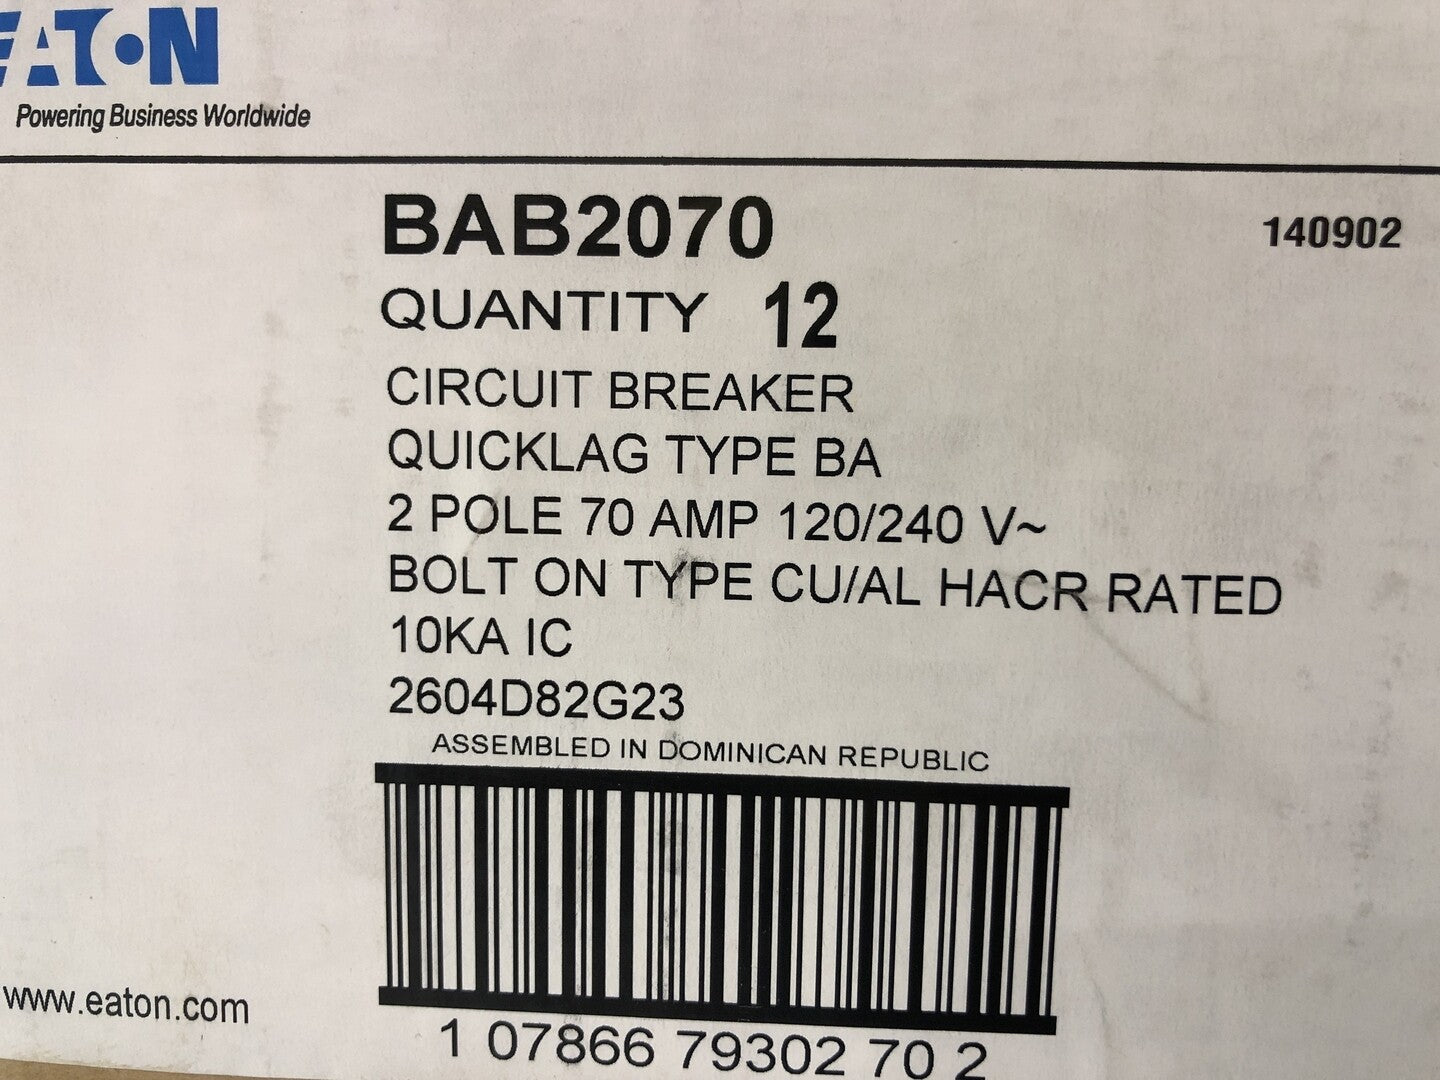 EATON
Powering Business Worldwide
BAB2070
140902
QUANTITY 12
CIRCUIT BREAKER
QUICKLAG TYPE BA
2 POLE 70 AMP 120/240 V~
BOLT ON TYPE CU/AL HACR RATED
10KA IC
2604D82G23
ASSEMBLED IN DOMINICAN REPUBLIC
www.eaton.com
1 07866 79302 70 2